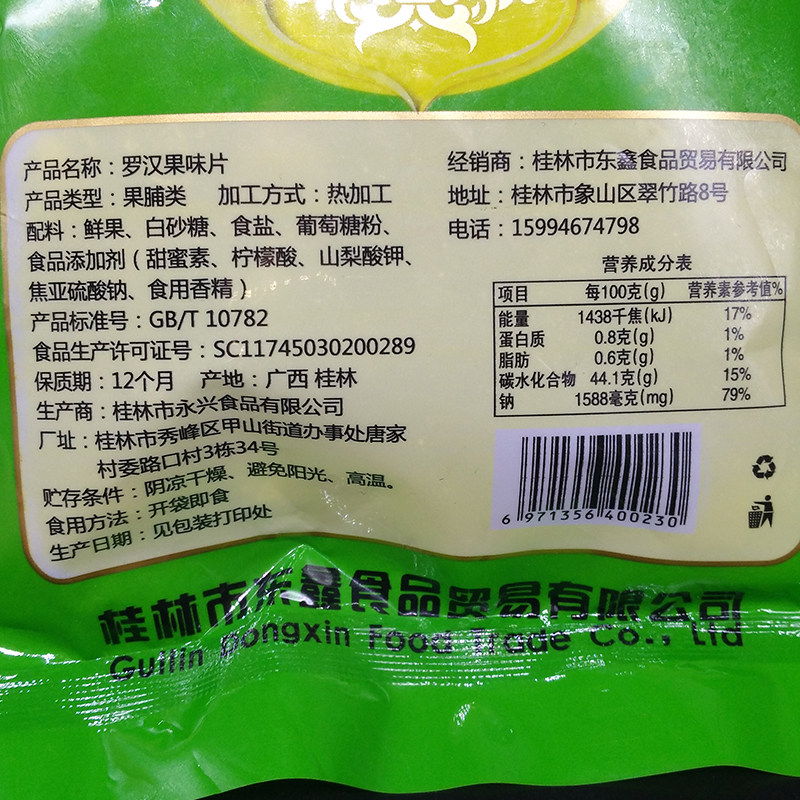 产品名称：罗汉果味片
产品类型：果脯类 加工方式：热加工
配料：鲜果、白砂糖、食盐、葡萄糖粉、
食品添加剂（甜蜜素、柠檬酸、山梨酸钾、
焦亚硫酸钠、食用香精）
产品标准号：GB/T 10782
食品生产许可证号：SC11745030200289
保质期：12个月 产地：广西 桂林
生产商：桂林市永兴食品有限公司
厂址：桂林市秀峰区甲山街道办事处唐家
村委路口村3栋34号
贮存条件：阴凉干燥、避免阳光、高温。
食用方法：开袋即食
生产日期：见包装打印处
经销商：桂林市东鑫食品贸易有限公司
地址：桂林市象山区翠竹路8号
电话：15994674798
营养成分表
项目 每100克(g) 营养素参考值%
能量 1438千焦(kJ) 17%
蛋白质 0.8克(g) 1%
脂肪 0.6克(g) 1%
碳水化合物 44.1克(g) 15%
钠 1588毫克(mg) 79%
6 971356 400230
桂林市东鑫食品贸易有限公司
Guilin Dongxin Food Trade Co., Ltd